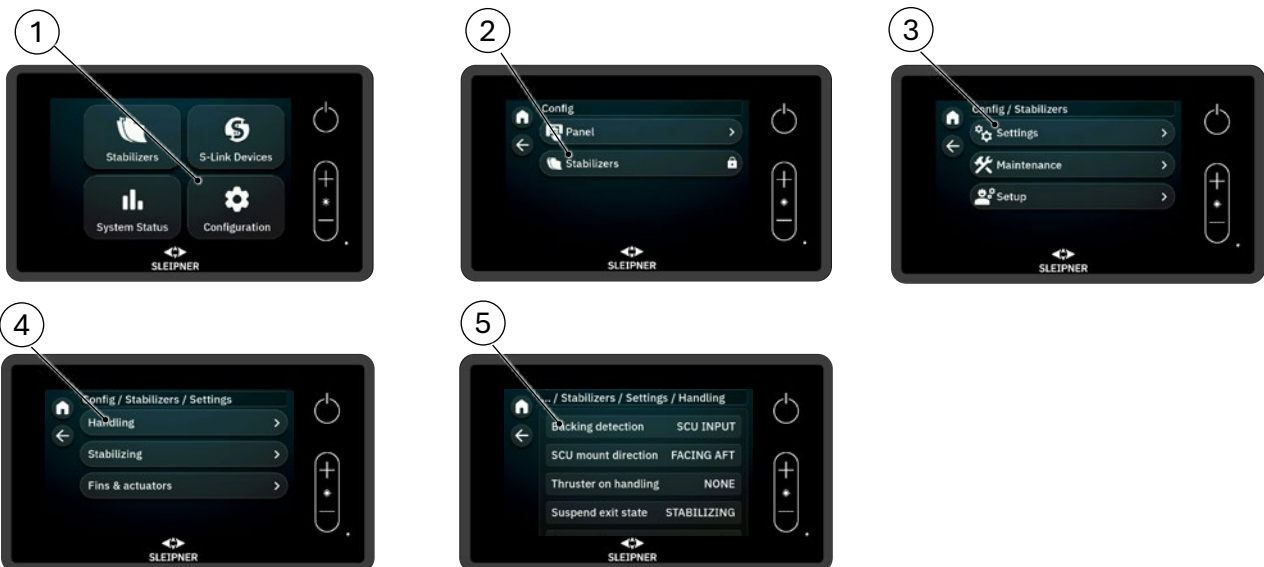 1
Stabilizers
S-Link Devices
System Status
Configuration
SLEIPNER
2
Config
Panel
Stabilizers
SLEIPNER
3
Config / Stabilizers
Settings
Maintenance
Setup
SLEIPNER
4
Config / Stabilizers / Settings
Handling
Stabilizing
Fins & actuators
SLEIPNER
5
... / Stabilizers / Settings / Handling
Backing detection SCU INPUT
SCU mount direction FACING AFT
Thruster on handling NONE
Suspend exit state STABILIZING
SLEIPNER